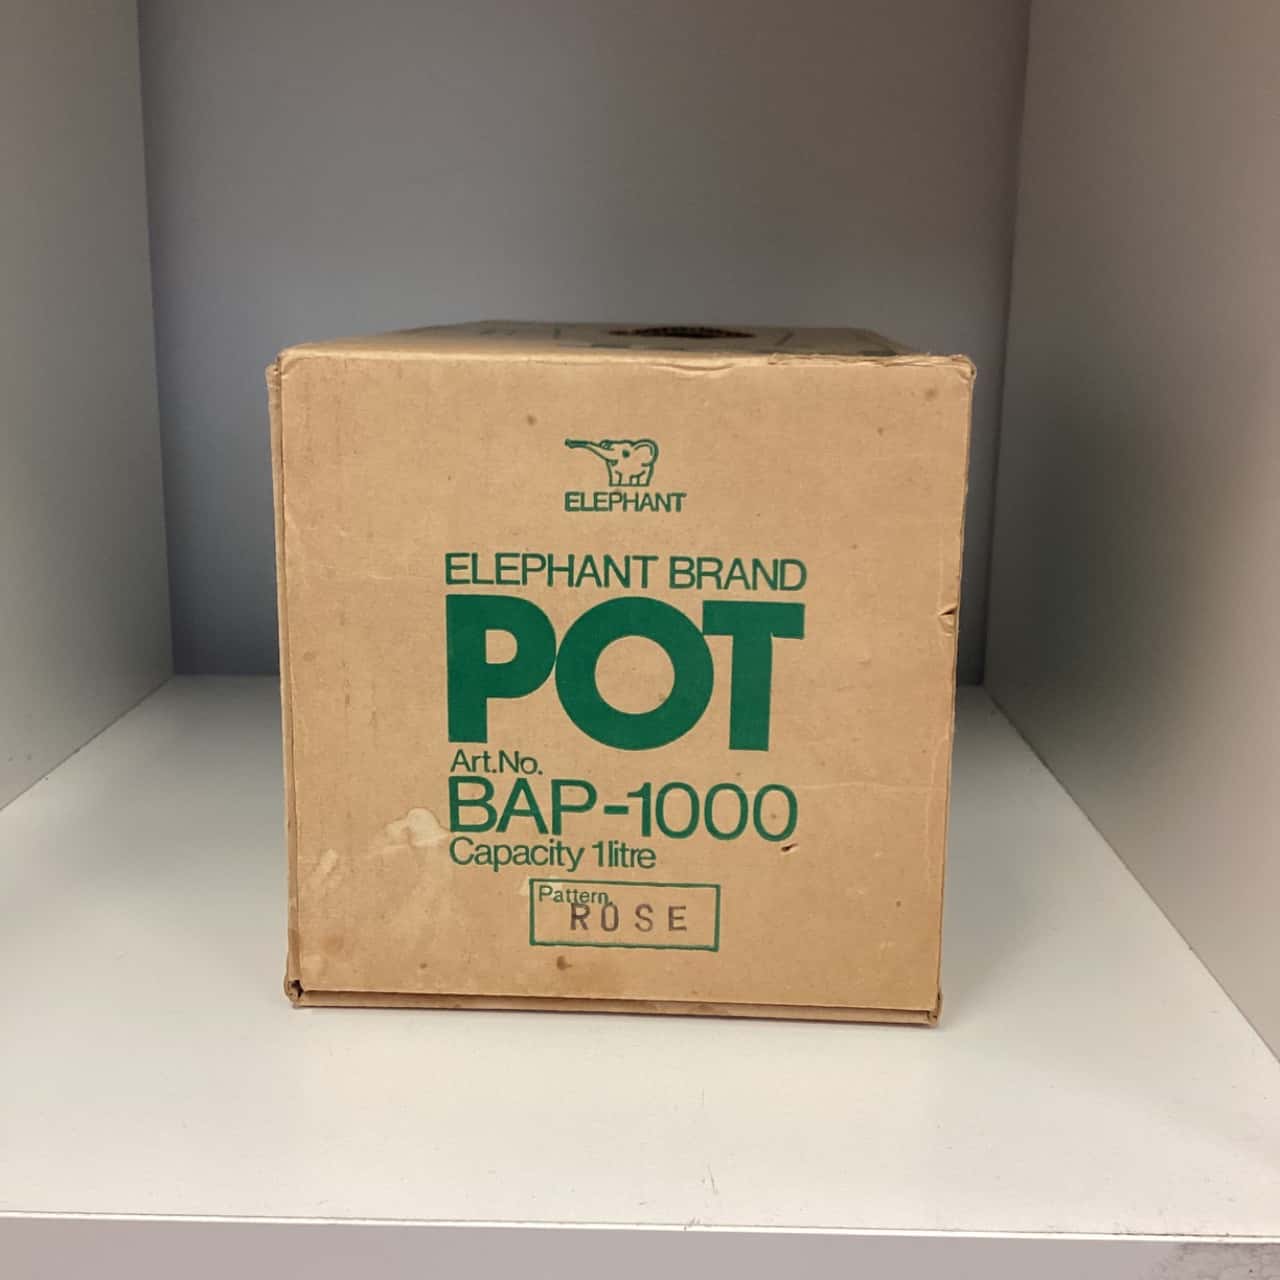 ELEPHANT
ELEPHANT BRAND
POT
Art.No.
BAP-1000
Capacity 1litre
Pattern.
ROSE